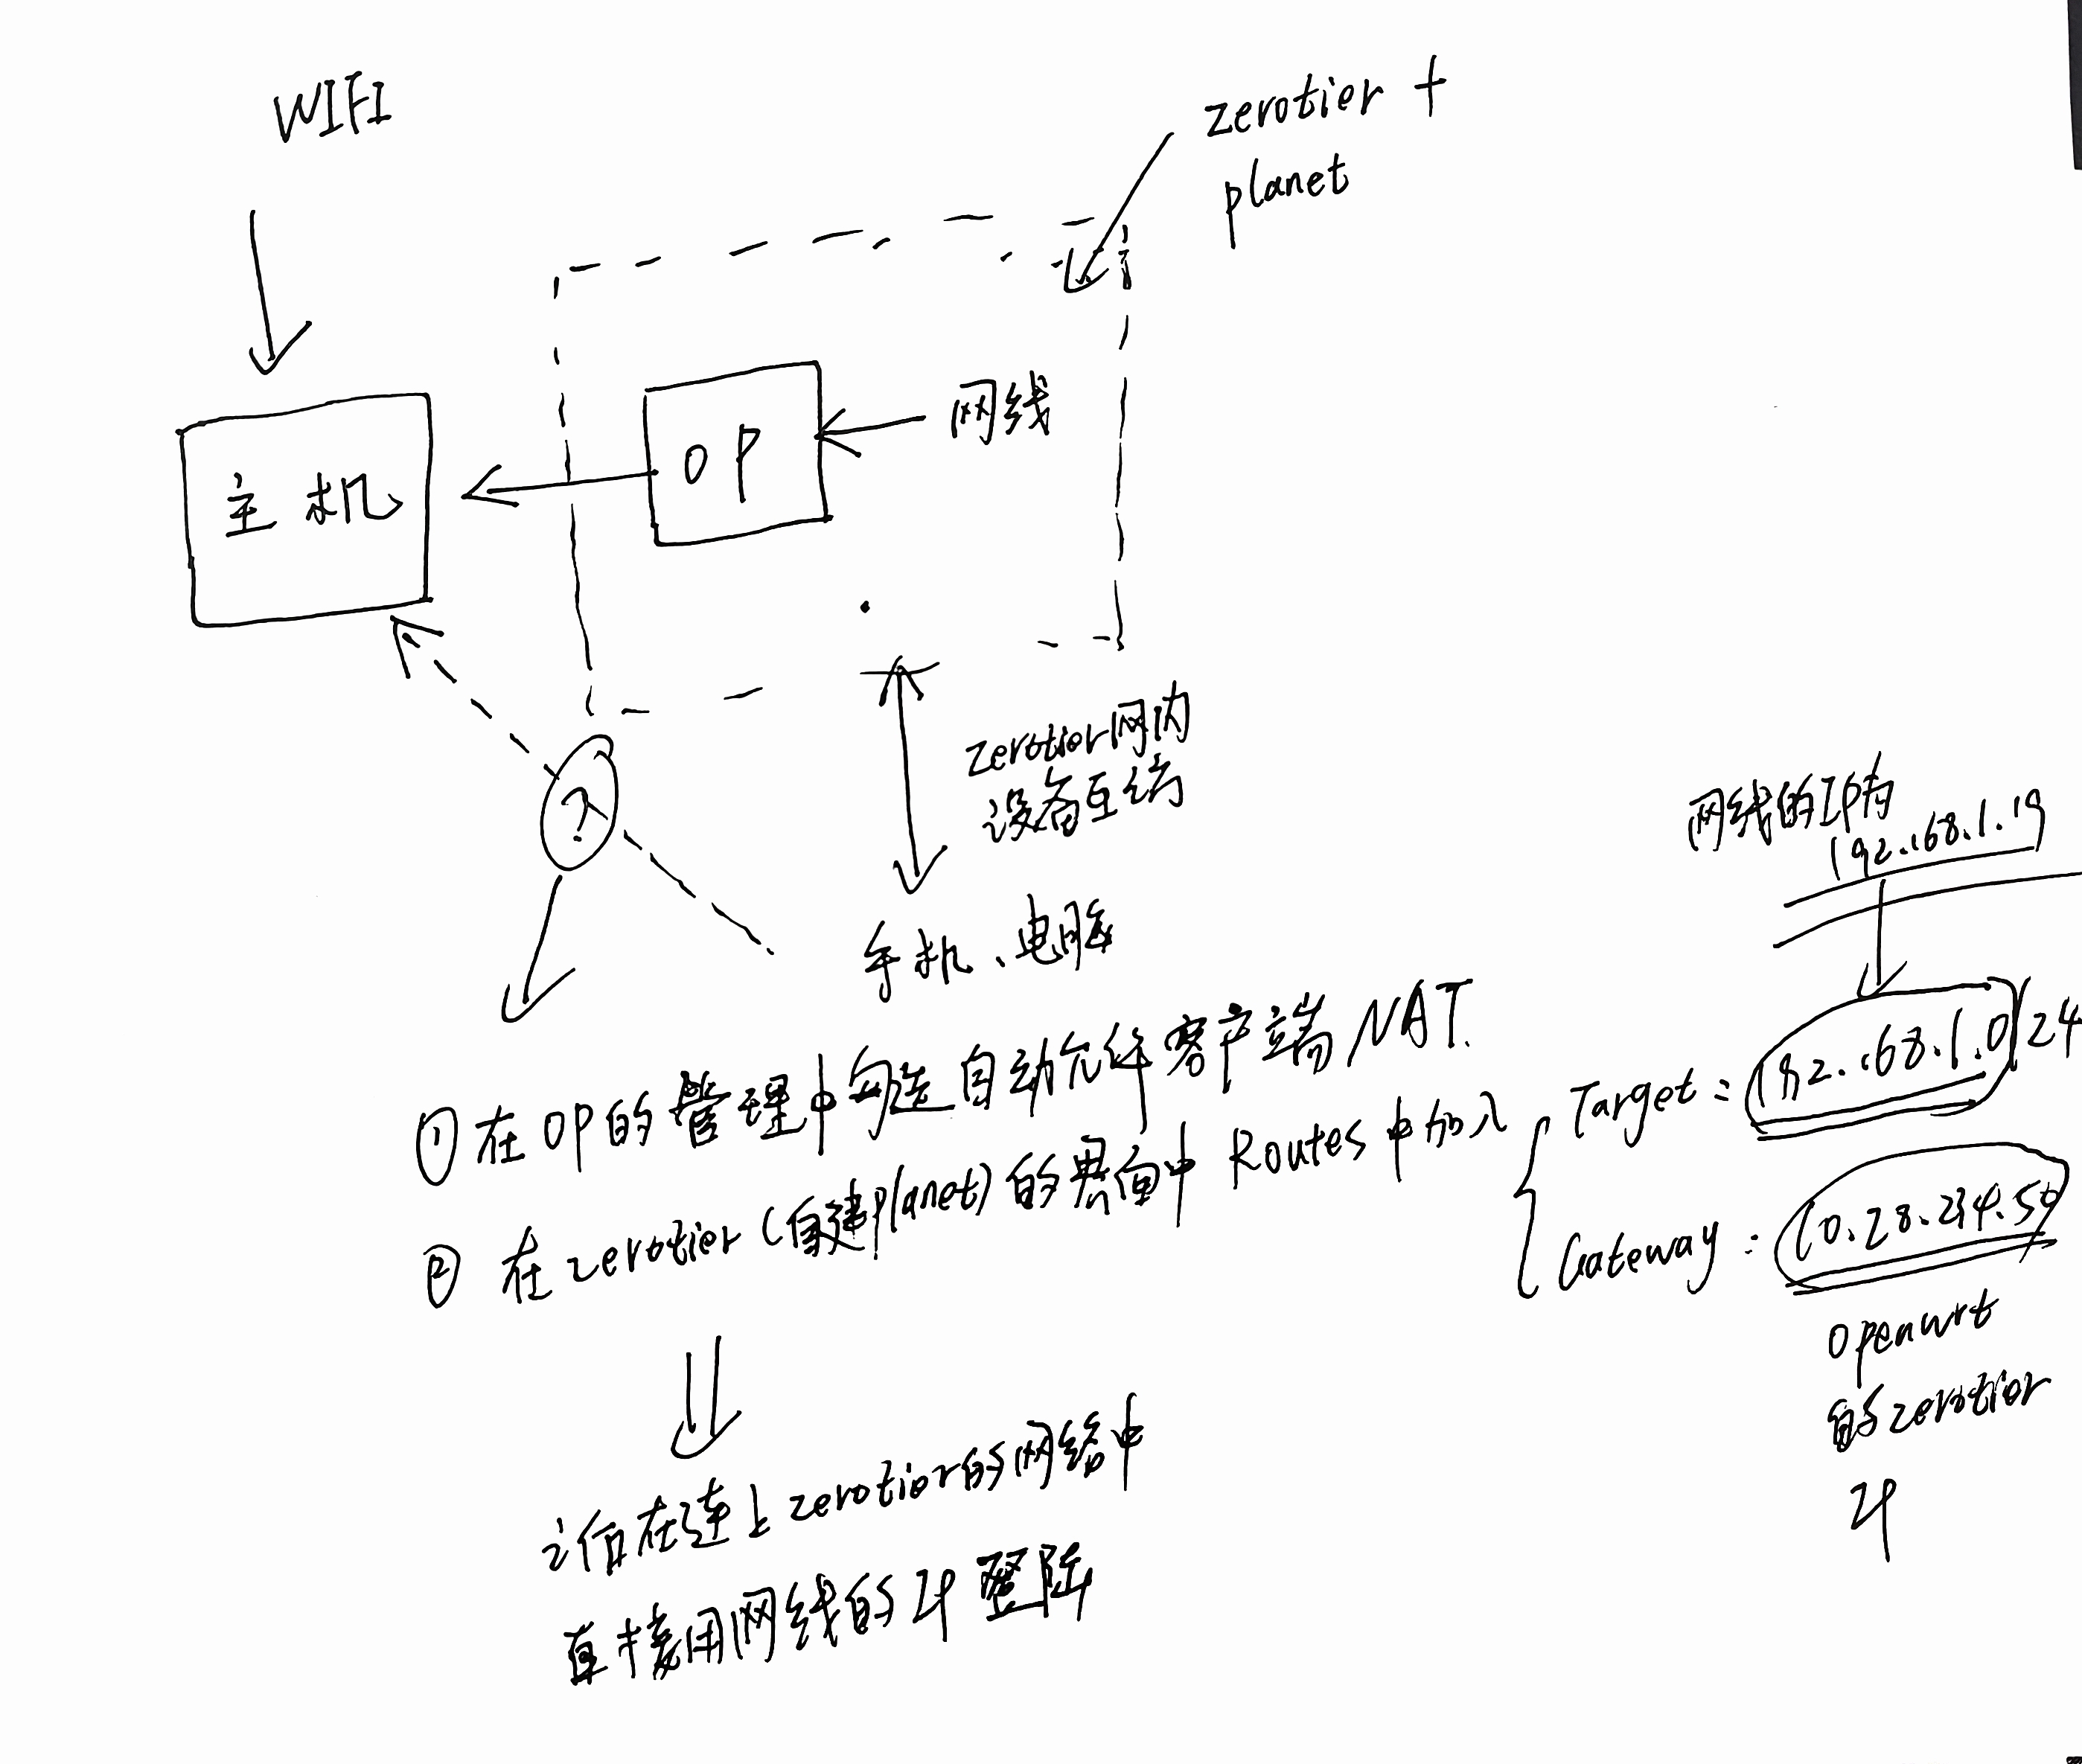 WIFI
zerotier +
planet
网线
OP
主机
zerotier网内
设备互访
?
手机、电脑
网线的IP为
192.168.1.19
① 在OP的管理中勾选自动允许客户端NAT.
② 在zerotier(自建planet)的界面中 Routes中加入
Target : 192.168.1.0/24
Gateway : 10.28.234.59
openwrt
的zerotier
IP
在连上zerotier的网络中
直接用网线的IP登陆